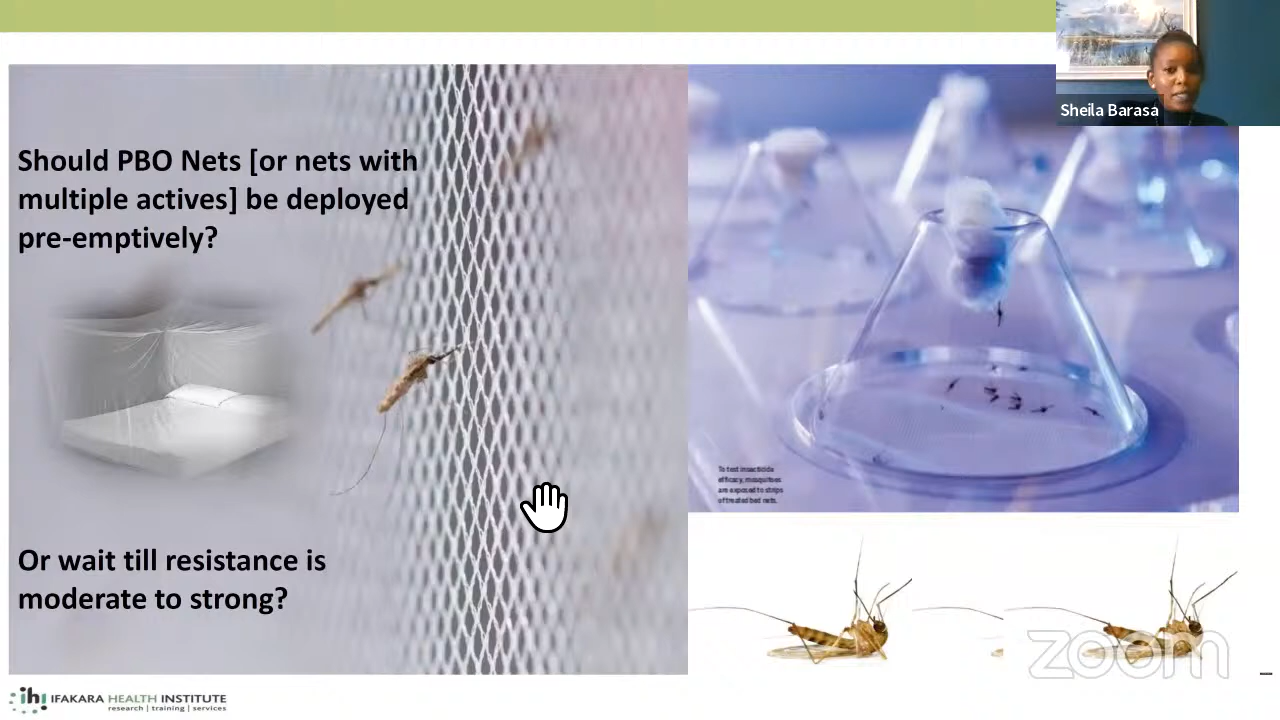 Sheila Barasa
Should PBO Nets [or nets with
multiple actives] be deployed
pre-emptively?
To test insecticide
efficacy, mosquitoes
are exposed to strips
of treated bed nets.
Or wait till resistance is
moderate to strong?
zoom
ihi IFAKARA HEALTH INSTITUTE
research | training | services